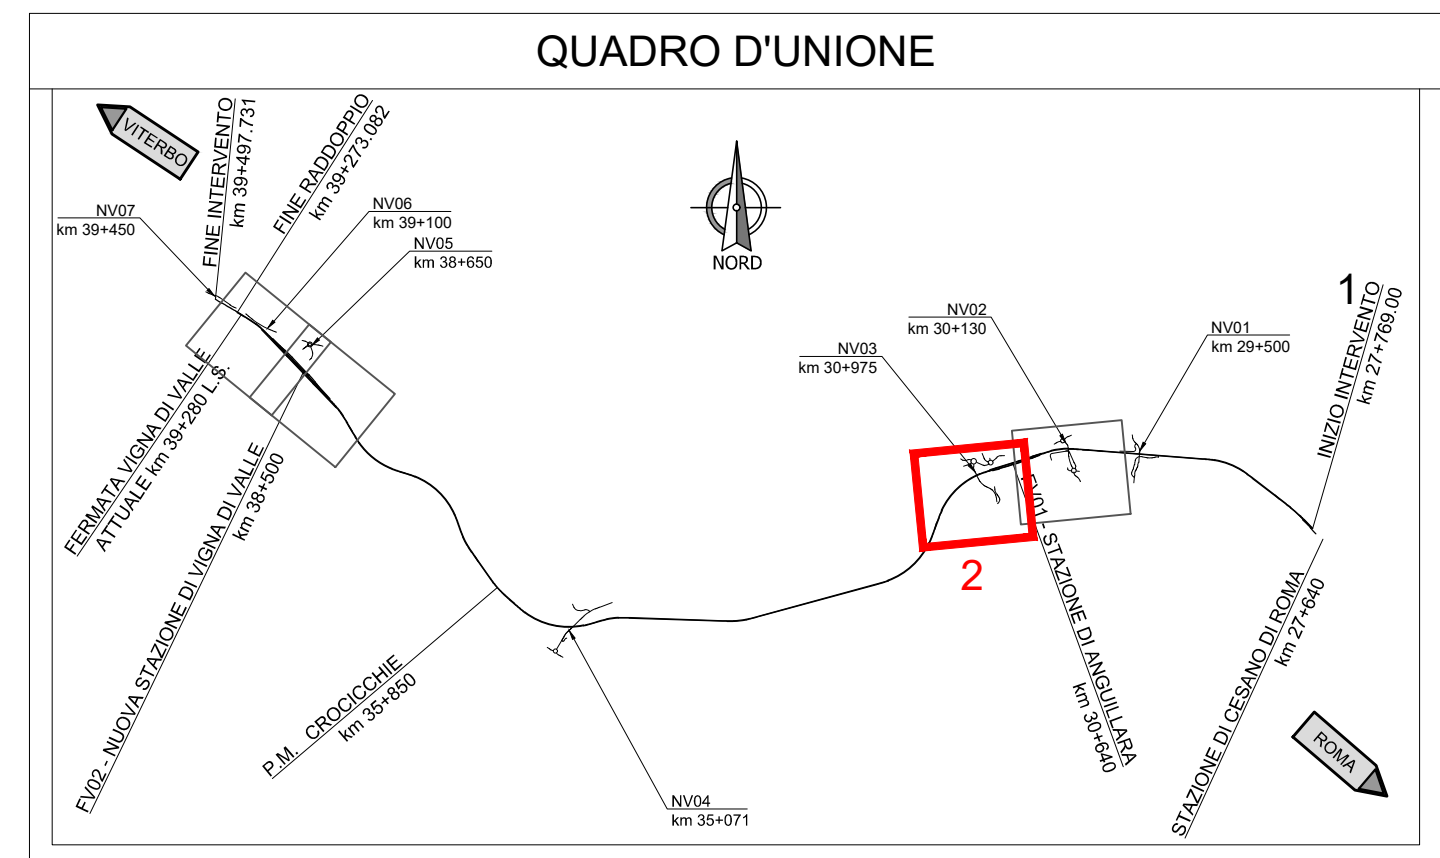 QUADRO D'UNIONE
VITERBO
FINE INTERVENTO
km 39+497.731
FINE RADDOPPIO
km 39+273.082
NV07
km 39+450
NV06
km 39+100
NV05
km 38+650
NORD
NV02
km 30+130
NV03
km 30+975
NV01
km 29+500
1
INIZIO INTERVENTO
km 27+769.00
FERMATA VIGNA DI VALLE
ATTUALE km 39+280 L.S.
FV02 - NUOVA STAZIONE DI VIGNA DI VALLE
km 38+500
P.M. CROCICCHIE
km 35+850
NV04
km 35+071
2
FV01 - STAZIONE DI ANGUILLARA
km 30+640
STAZIONE DI CESANO DI ROMA
km 27+640
ROMA